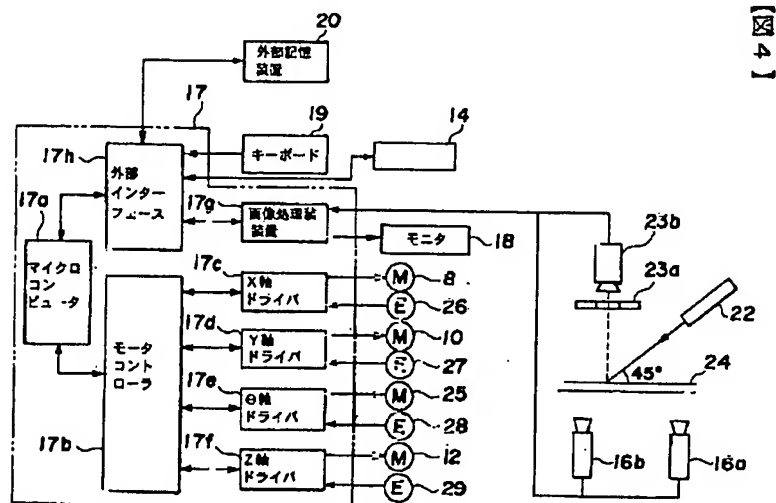 【図4】
20
外部記憶
装置
17
19
キーボード
14
17h
外部
インター
フェース
17a
マイクロ
コン
ピュータ
17g
画像処理装
装置
モニタ
18
17c
X軸
ドライバ
M
8
E
26
17d
Y軸
ドライバ
M
10
E
27
17e
Θ軸
ドライバ
M
25
E
28
17f
Z軸
ドライバ
M
12
E
29
モータ
コント
ローラ
17b
23b
23a
22
24
45°
16b
16a